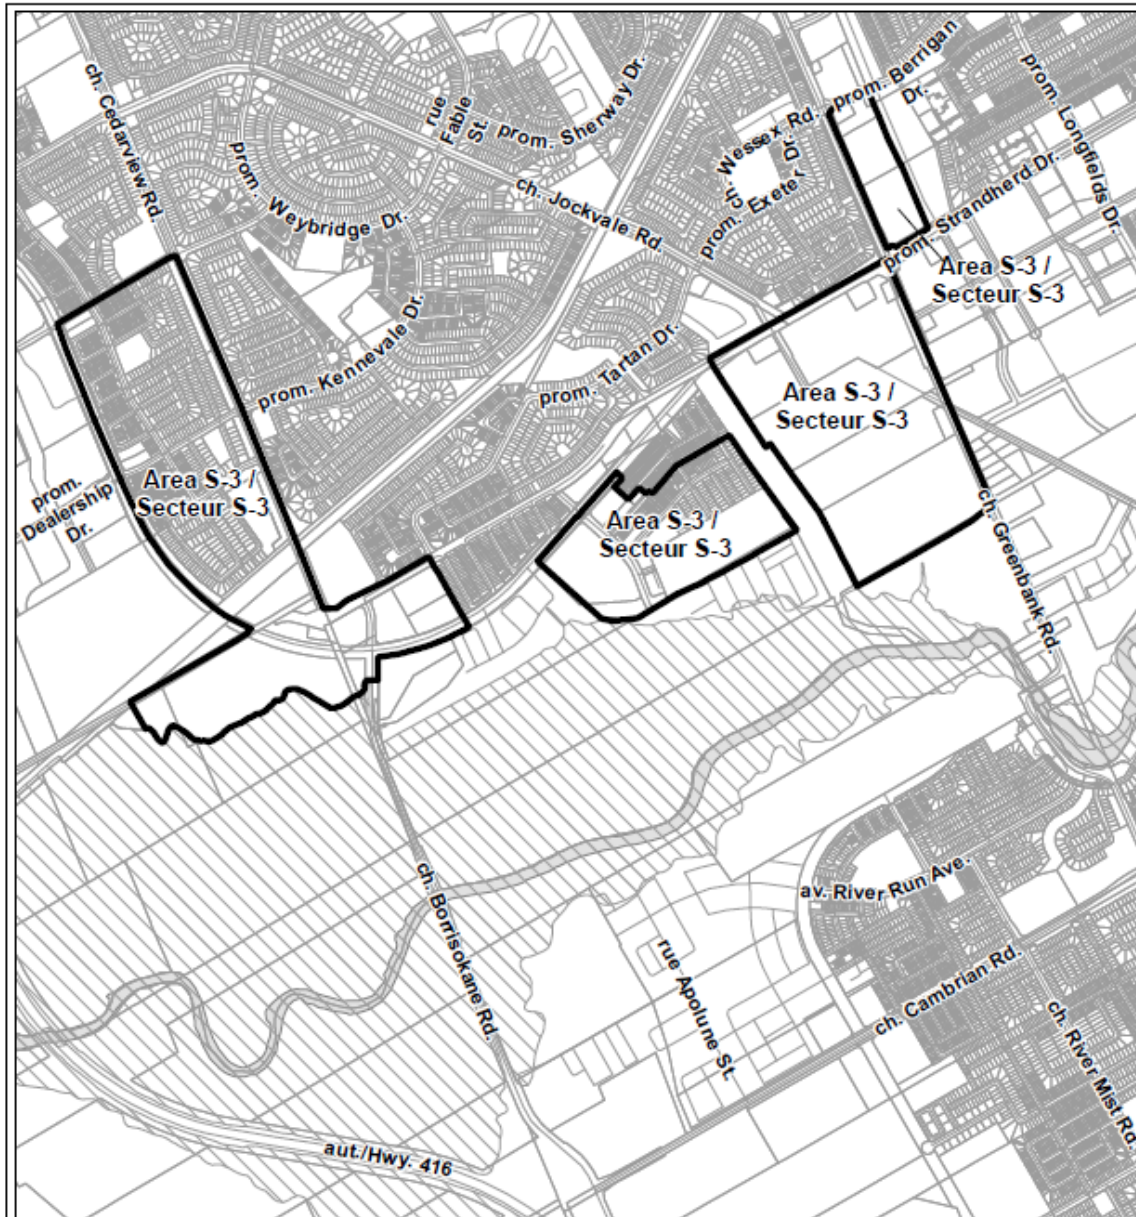 ch. Cedarview Rd.
rue
Fable
St.
prom. Sherway Dr.
prom. Berrigan
Dr.
prom. Longfields Dr.
ch. Wessex Rd.
prom. Exeter Dr.
prom. Weybridge Dr.
ch. Jockvale Rd.
prom. Strandherd Dr.
Area S-3 /
Secteur S-3
prom. Kennevale Dr.
prom. Tartan Dr.
Area S-3 /
Secteur S-3
prom.
Dealership
Dr.
Area S-3 /
Secteur S-3
Area S-3 /
Secteur S-3
ch. Greenbank Rd.
ch. Borrisokane Rd.
av. River Run Ave.
rue Apolune St.
ch. Cambrian Rd.
ch. River Mist Rd.
aut./Hwy. 416